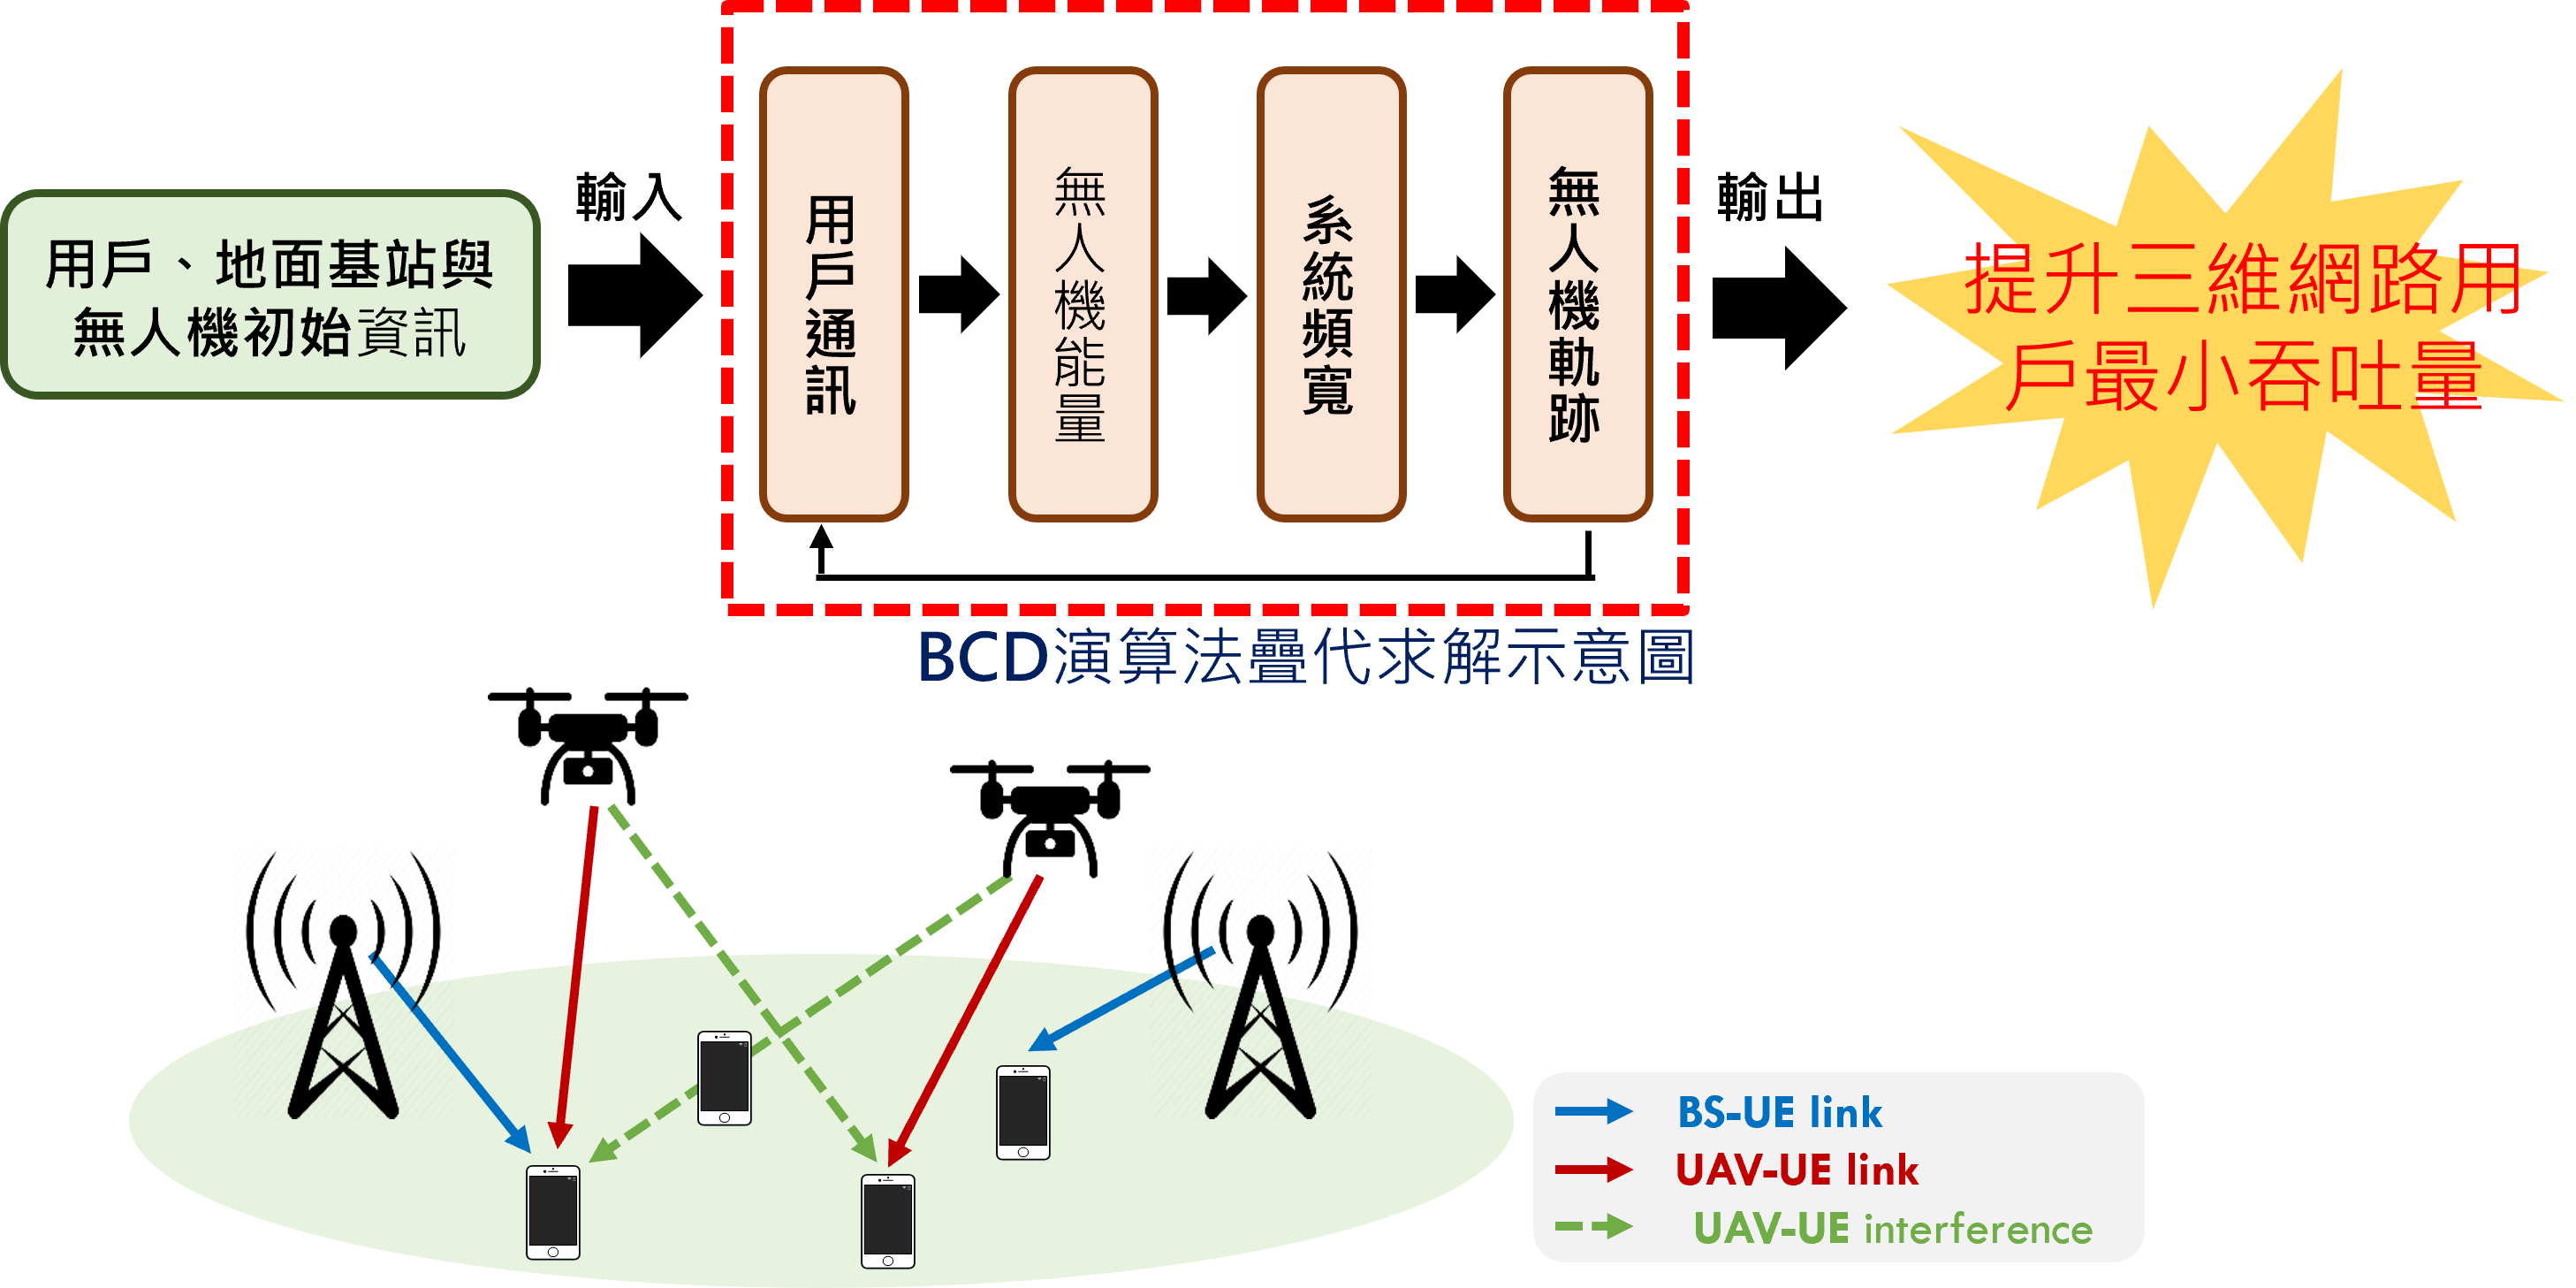 用戶、地面基站與
無人機初始資訊
輸入
用戶通訊
無人機能量
系統頻寬
無人機軌跡
輸出
提升三維網路用
戶最小吞吐量
BCD演算法疊代求解示意圖
BS-UE link
UAV-UE link
UAV-UE interference